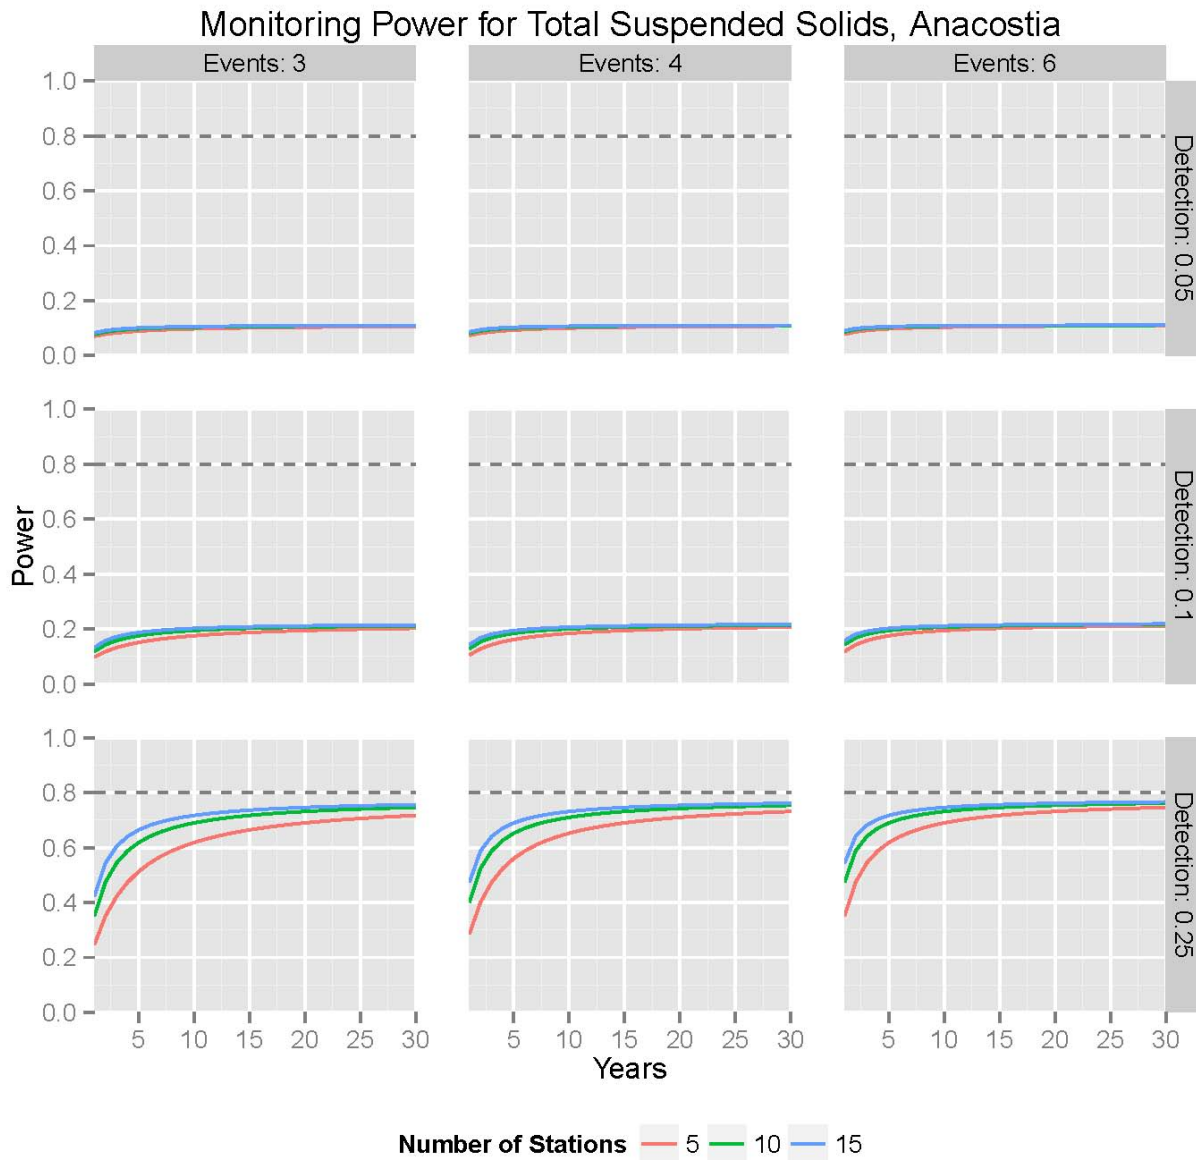 Monitoring Power for Total Suspended Solids, Anacostia
Events: 3
Events: 4
Events: 6
1.0
0.8
0.6
0.4
0.2
0.0
Detection: 0.05
1.0
0.8
0.6
0.4
0.2
0.0
Detection: 0.1
Power
1.0
0.8
0.6
0.4
0.2
0.0
Detection: 0.25
5 10 15 20 25 30
5 10 15 20 25 30
5 10 15 20 25 30
Years
Number of Stations 5 10 15